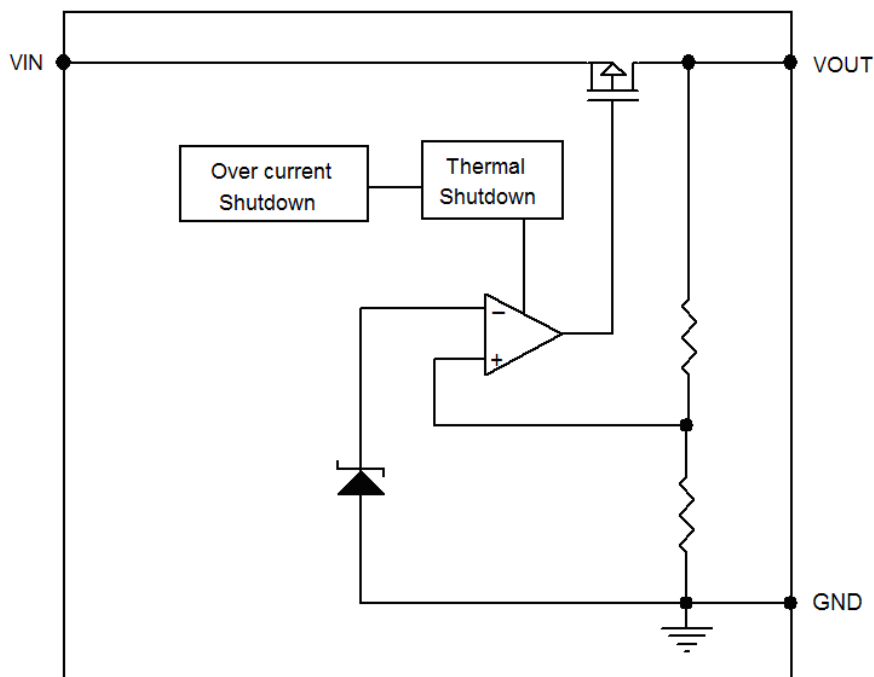 VIN
VOUT
Over current
Shutdown
Thermal
Shutdown
−
+
GND